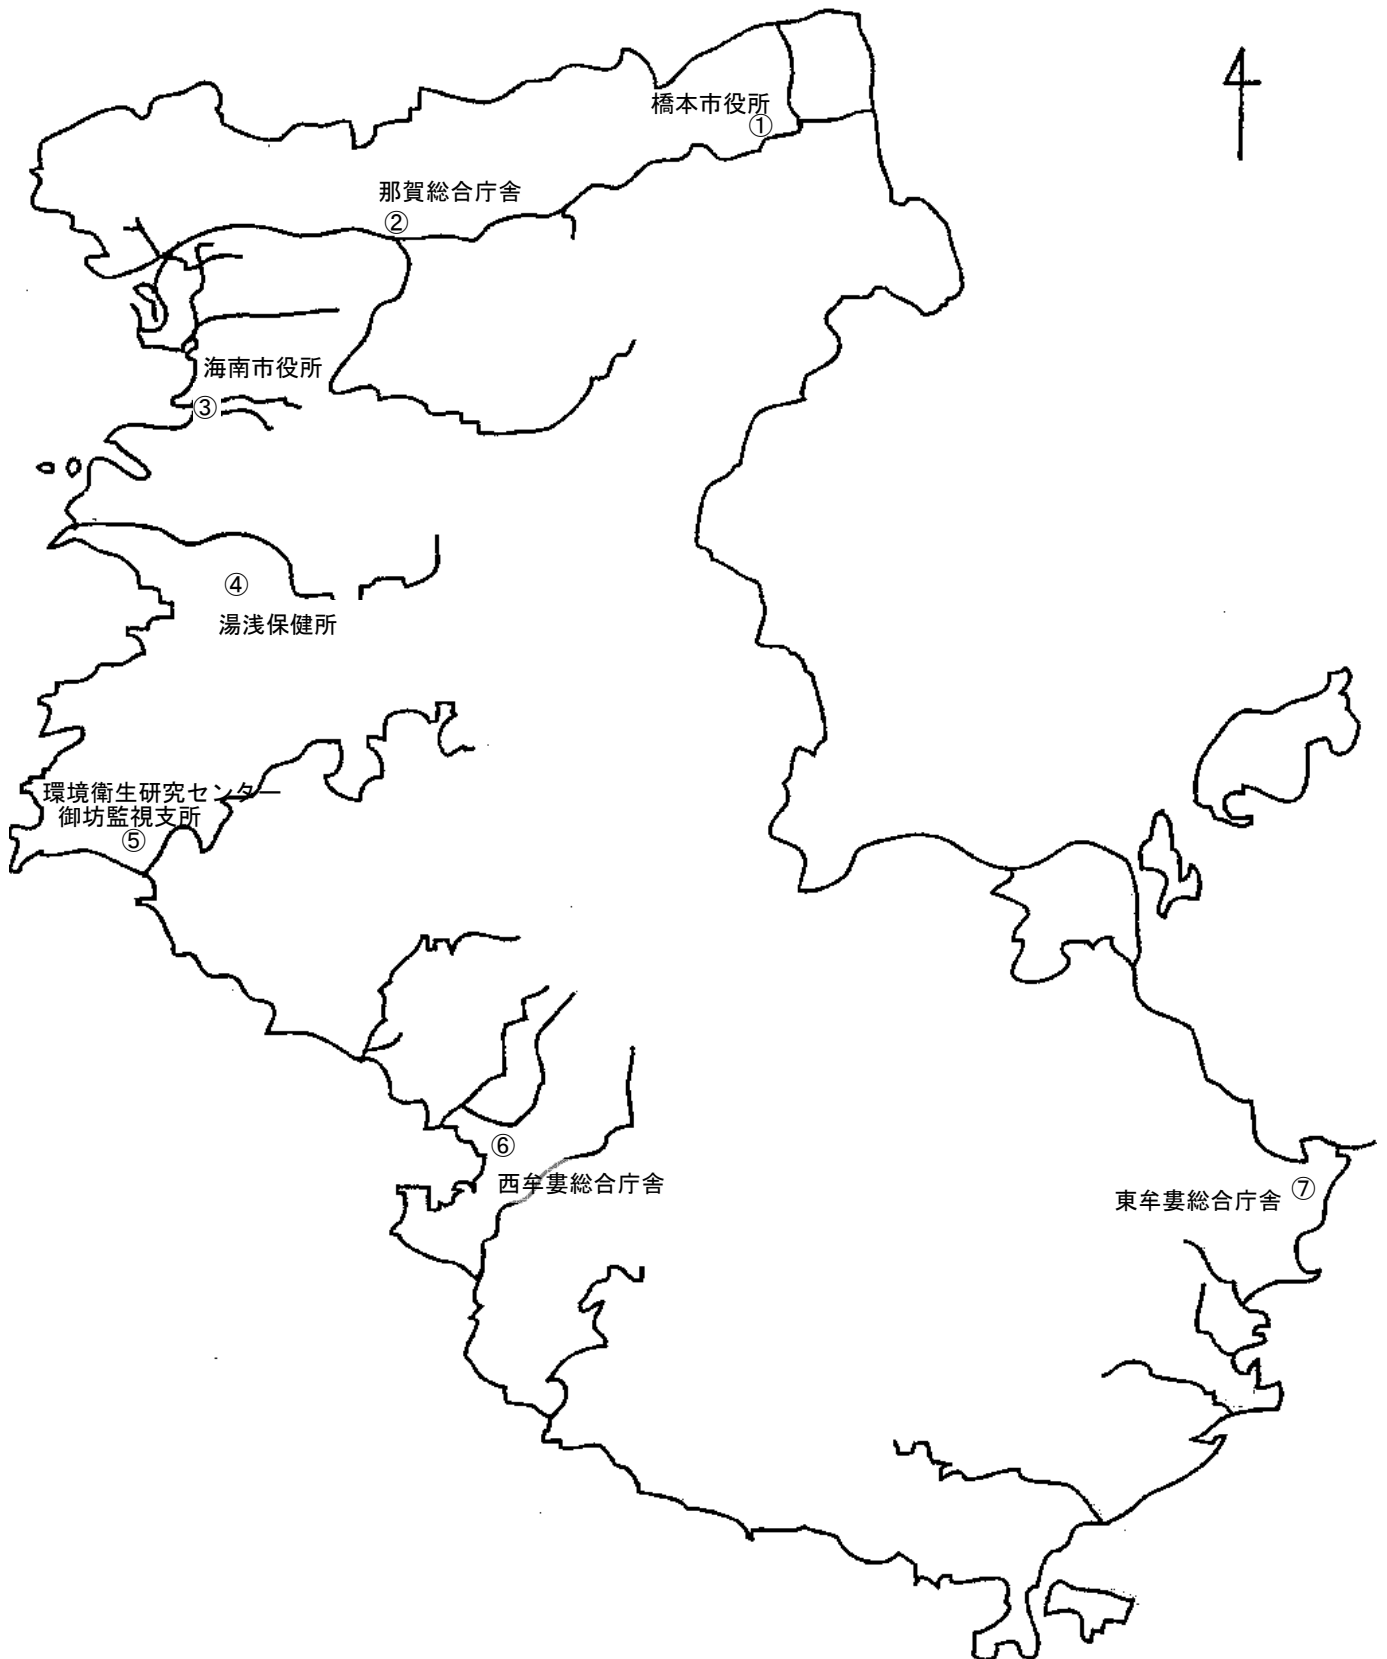 橋本市役所
①
那賀総合庁舎
②
海南市役所
③
④
湯浅保健所
環境衛生研究センター
御坊監視支所
⑤
⑥
西牟婁総合庁舎
⑦
東牟婁総合庁舎